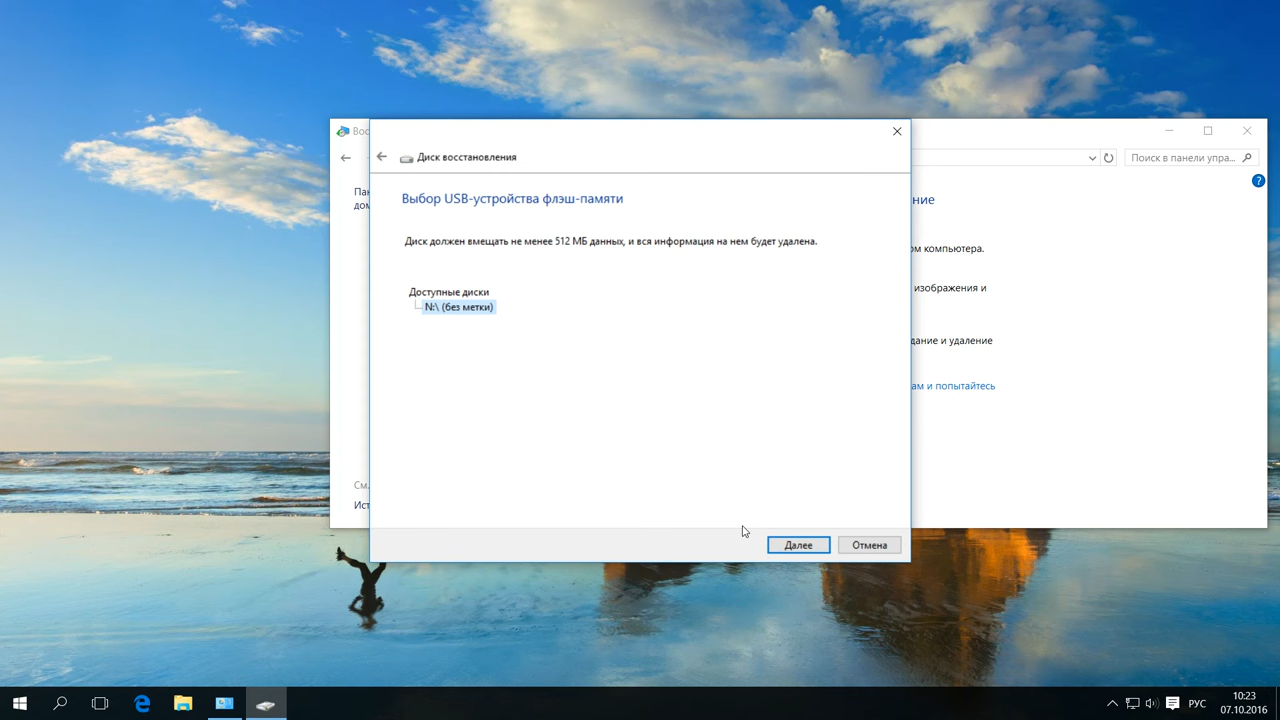 Вос
Поиск в панели упра...
Диск восстановления
Пан
дом
Выбор USB-устройства флэш-памяти
ние
Диск должен вмещать не менее 512 МБ данных, и вся информация на нем будет удалена.
ом компьютера.
Доступные диски
изображения и
N:\ (без метки)
дание и удаление
ам и попытайтесь
См.
Ист
Далее
Отмена
РУС
10:23
07.10.2016